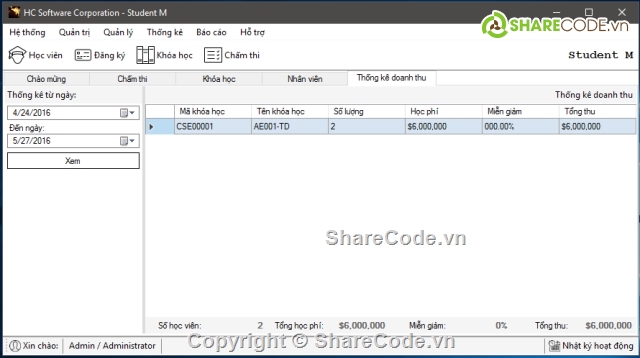 HC Software Corporation - Student M
SHARECODE.vn
Hệ thống Quản trị Quản lý Thống kê Báo cáo Hỗ trợ
Học viên Đăng ký Khóa học Chấm thi Student M
Chào mừng Chấm thi Khóa học Nhân viên Thống kê doanh thu
Thống kê từ ngày: Thống kê doanh thu
4/24/2016
Đến ngày:
5/27/2016
Xem
Mã khóa học Tên khóa học Số lượng Học phí Miễn giảm Tổng thu
CSE00001 AE001-TD 2 $6,000,000 000.00% $6,000,000
ShareCode.vn
Số học viên: 2 Tổng học phí: $6,000,000 Miễn giảm: 0% Tổng thu: $6,000,000
Copyright © ShareCode.vn
Xin chào: Admin / Administrator Nhật ký hoạt động